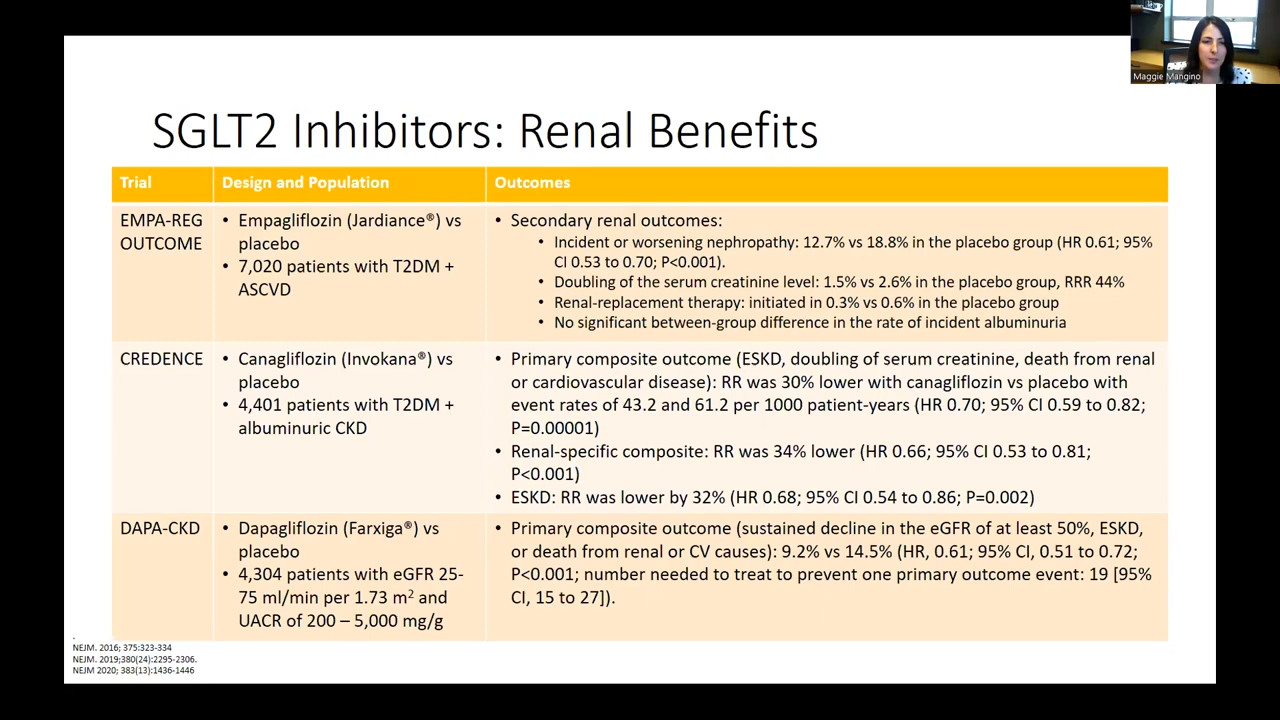 Maggie Mangino
SGLT2 Inhibitors: Renal Benefits
Trial
Design and Population
Outcomes
EMPA-REG
OUTCOME
• Empagliflozin (Jardiance®) vs
placebo
• 7,020 patients with T2DM +
ASCVD
• Secondary renal outcomes:
• Incident or worsening nephropathy: 12.7% vs 18.8% in the placebo group (HR 0.61; 95%
CI 0.53 to 0.70; P<0.001).
• Doubling of the serum creatinine level: 1.5% vs 2.6% in the placebo group, RRR 44%
• Renal-replacement therapy: initiated in 0.3% vs 0.6% in the placebo group
• No significant between-group difference in the rate of incident albuminuria
CREDENCE
• Canagliflozin (Invokana®) vs
placebo
• 4,401 patients with T2DM +
albuminuric CKD
• Primary composite outcome (ESKD, doubling of serum creatinine, death from renal
or cardiovascular disease): RR was 30% lower with canagliflozin vs placebo with
event rates of 43.2 and 61.2 per 1000 patient-years (HR 0.70; 95% CI 0.59 to 0.82;
P=0.00001)
• Renal-specific composite: RR was 34% lower (HR 0.66; 95% CI 0.53 to 0.81;
P<0.001)
• ESKD: RR was lower by 32% (HR 0.68; 95% CI 0.54 to 0.86; P=0.002)
DAPA-CKD
• Dapagliflozin (Farxiga®) vs
placebo
• 4,304 patients with eGFR 25-
75 ml/min per 1.73 m² and
UACR of 200 – 5,000 mg/g
• Primary composite outcome (sustained decline in the eGFR of at least 50%, ESKD,
or death from renal or CV causes): 9.2% vs 14.5% (HR, 0.61; 95% CI, 0.51 to 0.72;
P<0.001; number needed to treat to prevent one primary outcome event: 19 [95%
CI, 15 to 27]).
.
NEJM. 2016; 375:323-334
NEJM. 2019;380(24):2295-2306.
NEJM 2020; 383(13):1436-1446